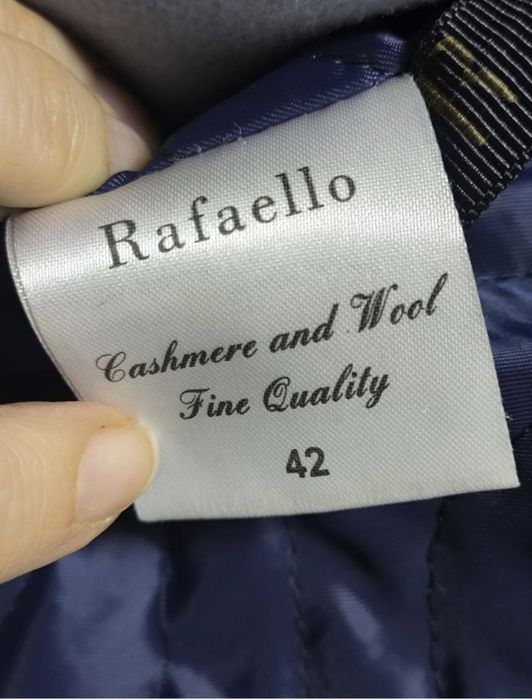 Rafaello
Cashmere and Wool
Fine Quality
42